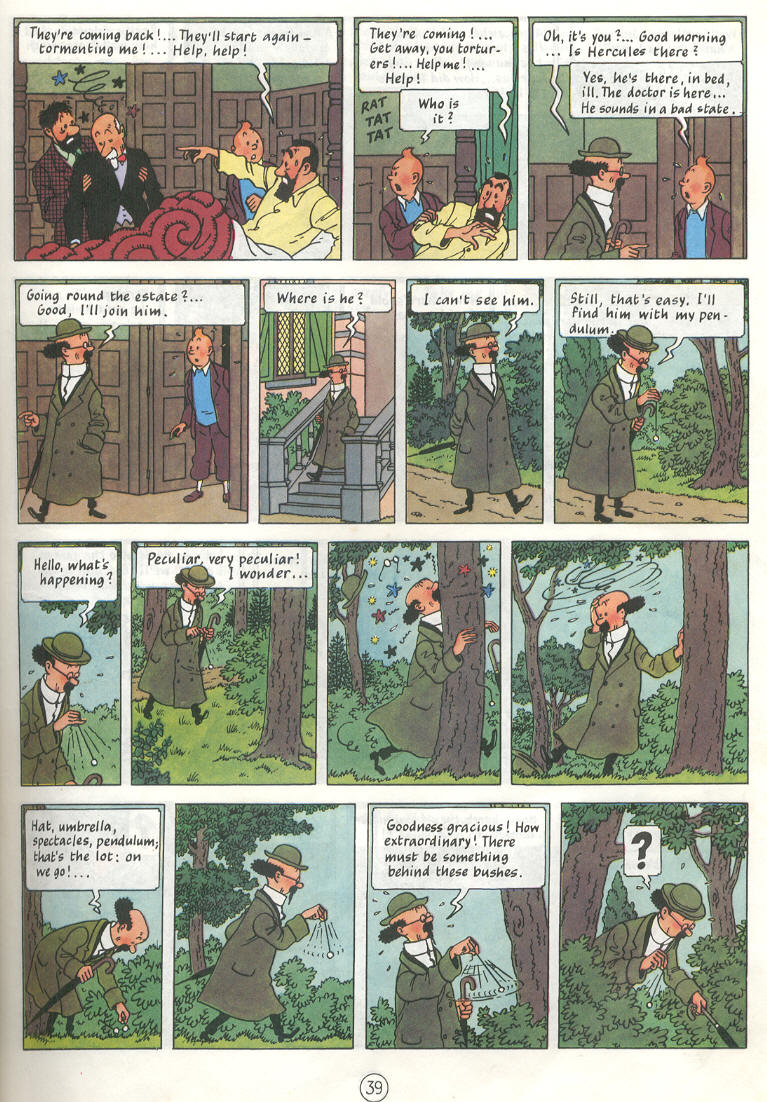 They're coming back!... They'll start again –
tormenting me!... Help, help!
They're coming!...
Get away, you tortur-
ers!... Help me!...
Help!
RAT
TAT
TAT
Who is
it?
Oh, it's you?... Good morning
... Is Hercules there?
Yes, he's there, in bed,
ill. The doctor is here...
He sounds in a bad state.
Going round the estate?...
Good, I'll join him.
Where is he?
I can't see him.
Still, that's easy. I'll
find him with my pen-
dulum.
Hello, what's
happening?
Peculiar, very peculiar!
I wonder...
Hat, umbrella,
spectacles, pendulum;
that's the lot: on
we go!...
Goodness gracious! How
extraordinary! There
must be something
behind these bushes.
?
39